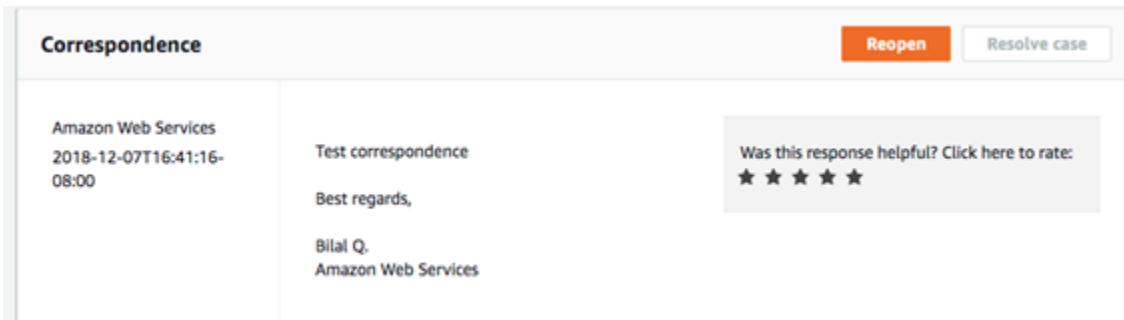 Correspondence
Reopen
Resolve case
Amazon Web Services
2018-12-07T16:41:16-
08:00
Test correspondence
Best regards,
Bilal Q.
Amazon Web Services
Was this response helpful? Click here to rate: